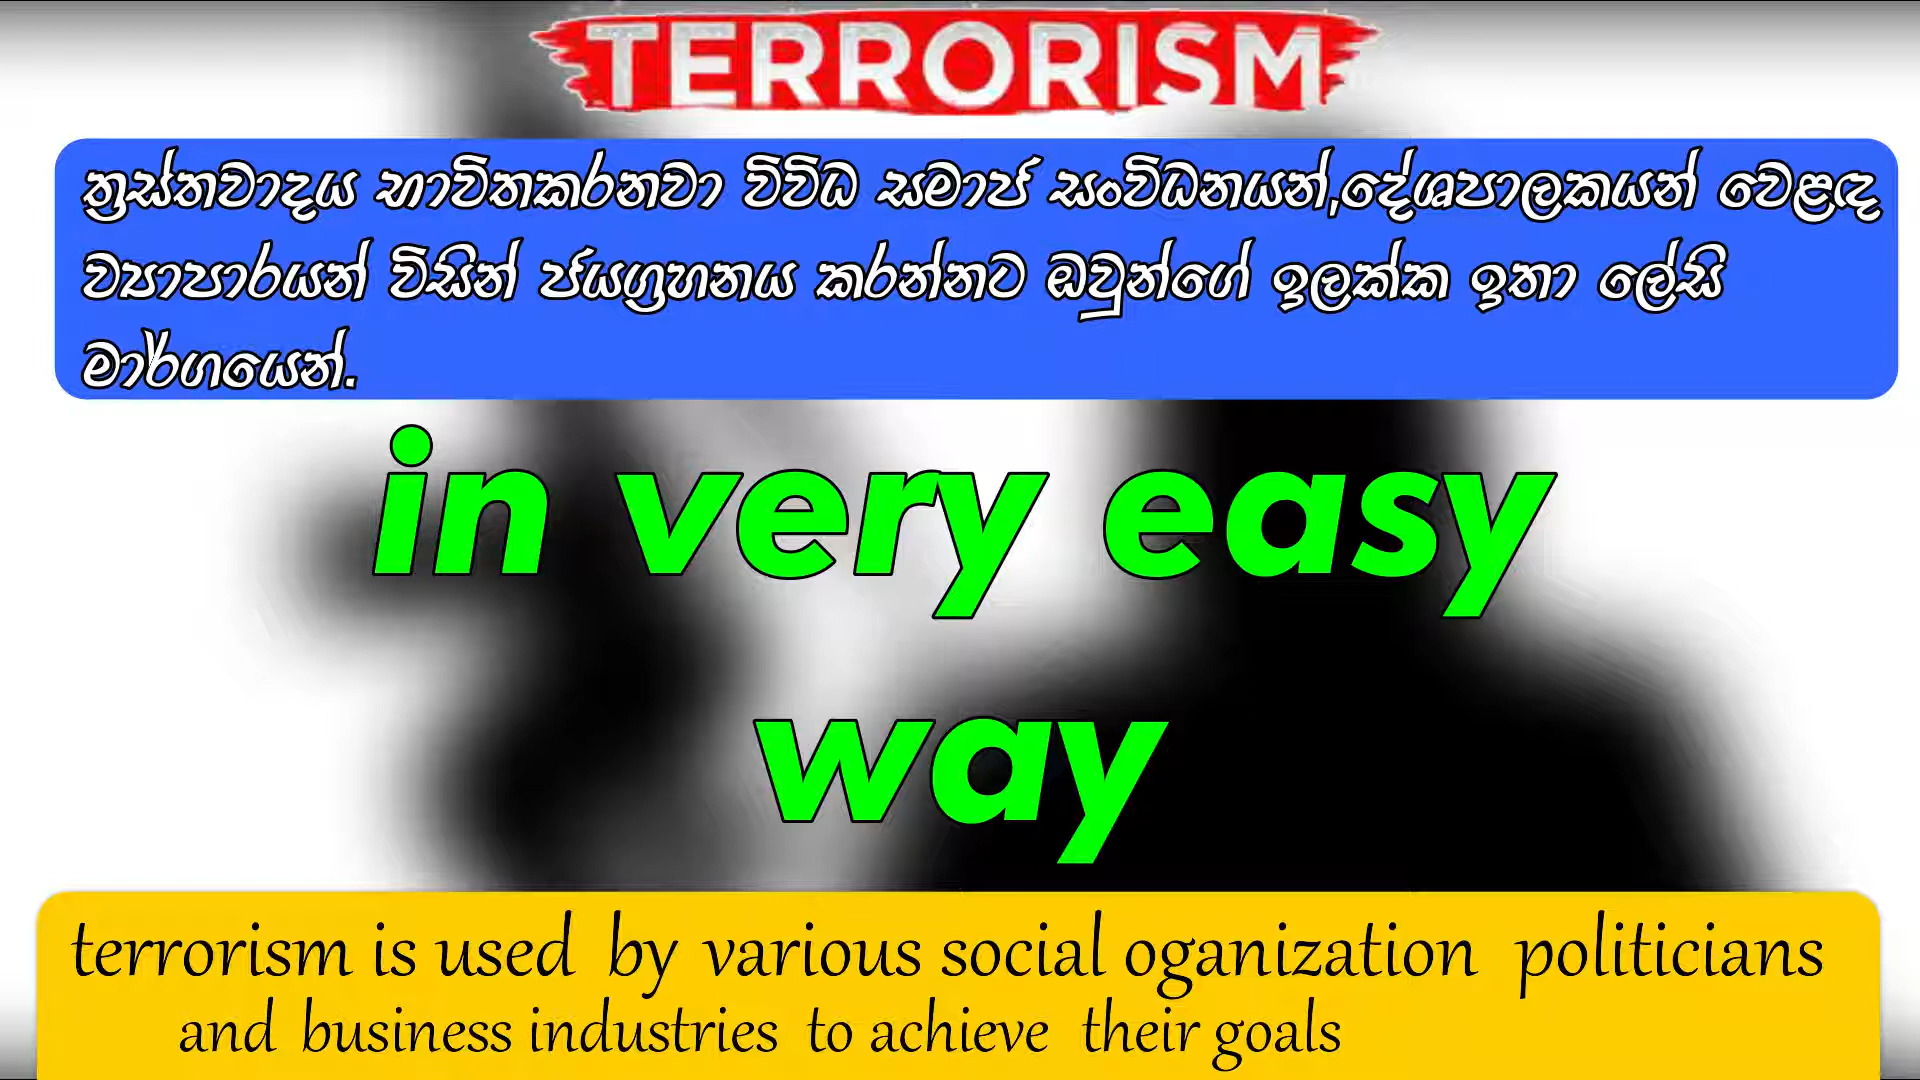 TERRORISM
ත්‍රස්තවාදය භාවිතකරනවා විවිධ සමාජ සංවිධනයන්,දේශපාලකයන් වෙළඳ
ව්‍යාපාරයන් විසින් ජයග්‍රහනය කරන්නට ඔවුන්ගේ ඉලක්ක ඉතා ලේසි
මාර්ගයෙන්.
in very easy
way
terrorism is used by various social oganization politicians
and business industries to achieve their goals